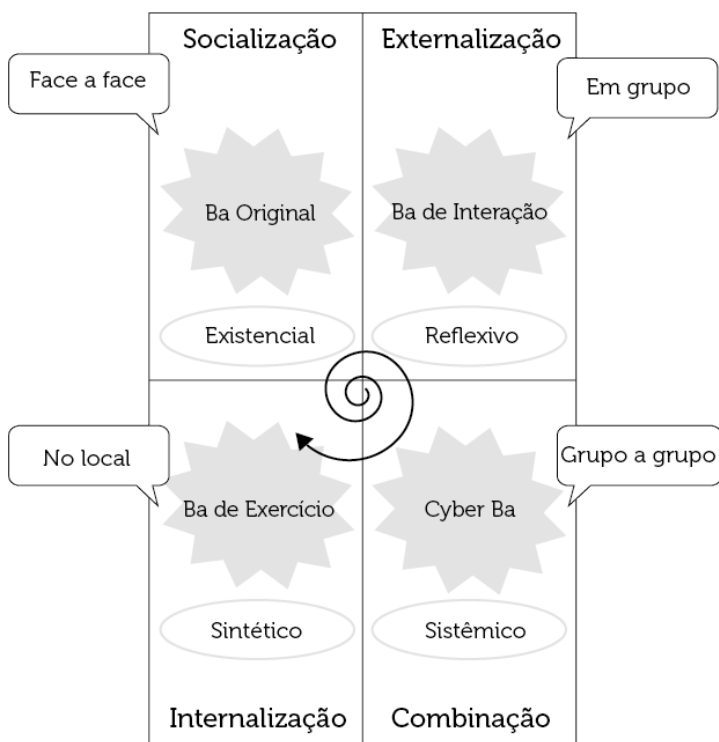 Socialização
Externalização
Face a face
Em grupo
Ba Original
Ba de Interação
Existencial
Reflexivo
No local
Grupo a grupo
Ba de Exercício
Cyber Ba
Sintético
Sistêmico
Internalização
Combinação